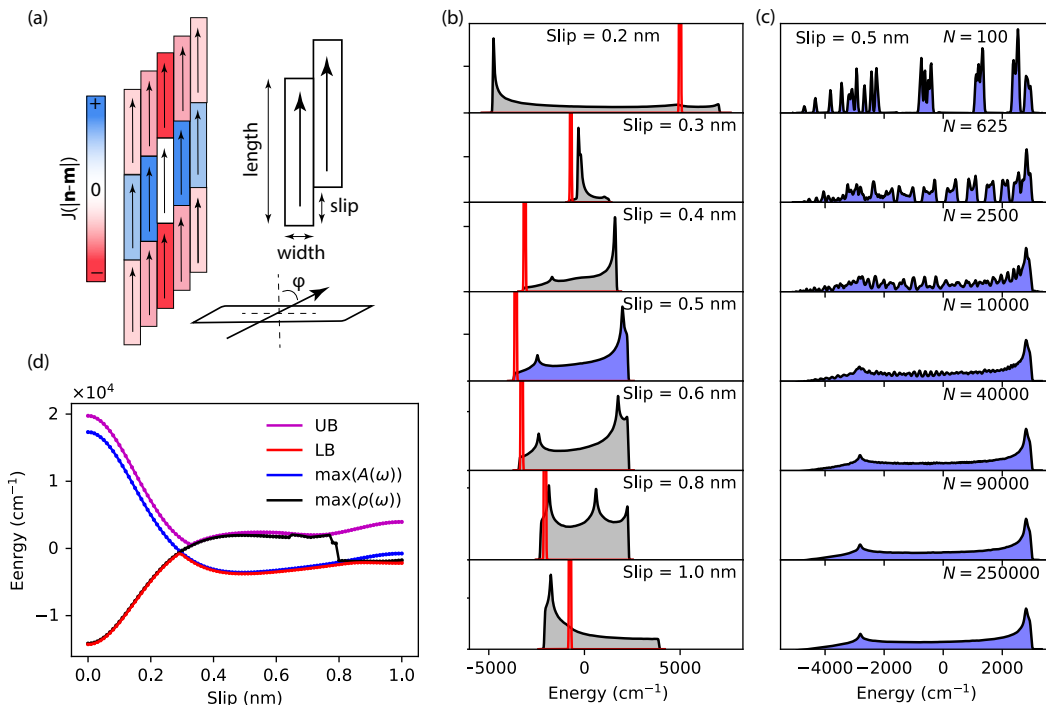 (a)
+
0
−
J(|n-m|)
length
slip
width
φ
(b)
Slip = 0.2 nm
Slip = 0.3 nm
Slip = 0.4 nm
Slip = 0.5 nm
Slip = 0.6 nm
Slip = 0.8 nm
Slip = 1.0 nm
−5000 0 5000
Energy (cm⁻¹)
(c)
Slip = 0.5 nm
N = 100
N = 625
N = 2500
N = 10000
N = 40000
N = 90000
N = 250000
−4000 −2000 0 2000
Energy (cm⁻¹)
(d)
×10⁴
UB
LB
max(A(ω))
max(ρ(ω))
2
1
0
−1
Eenrgy (cm⁻¹)
0.0 0.2 0.4 0.6 0.8 1.0
Slip (nm)